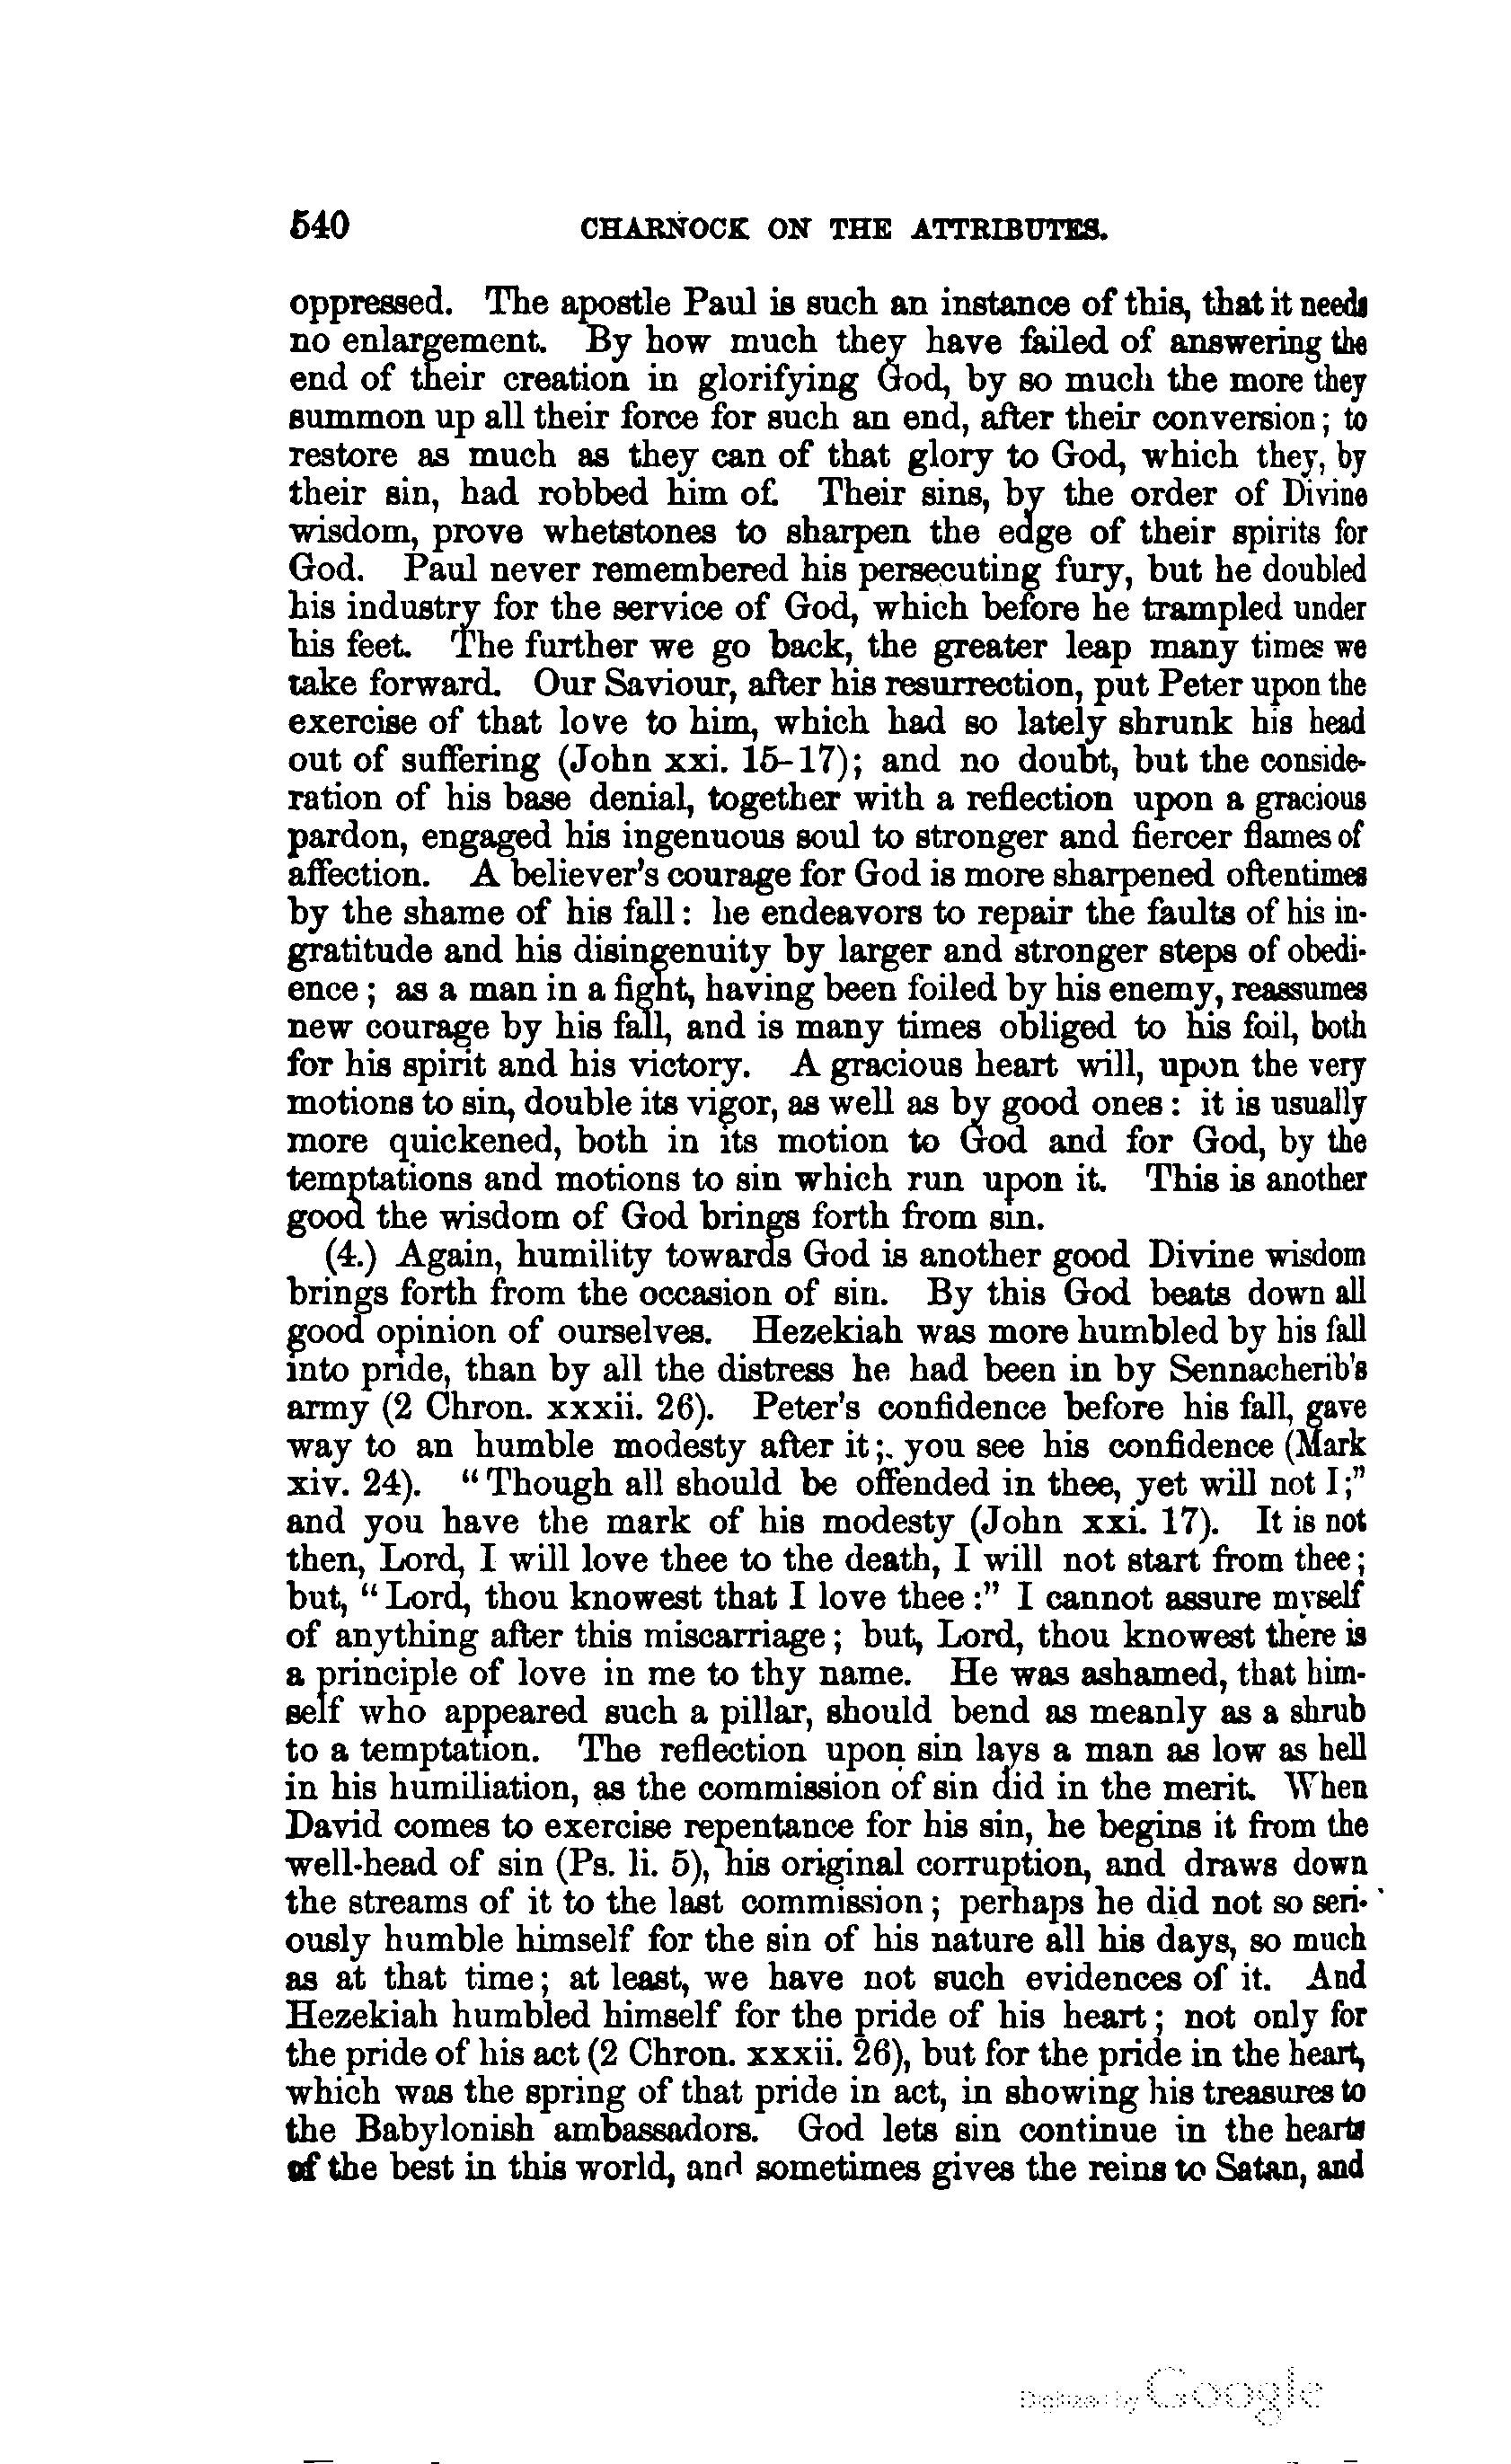 540 CHARNOCK ON THE ATTRIBUTES.
oppressed. The apostle Paul is such an instance of this, that it needs
no enlargement. By how much they have failed of answering the
end of their creation in glorifying God, by so much the more they
summon up all their force for such an end, after their conversion; to
restore as much as they can of that glory to God, which they, by
their sin, had robbed him of. Their sins, by the order of Divine
wisdom, prove whetstones to sharpen the edge of their spirits for
God. Paul never remembered his persecuting fury, but he doubled
his industry for the service of God, which before he trampled under
his feet. The further we go back, the greater leap many times we
take forward. Our Saviour, after his resurrection, put Peter upon the
exercise of that love to him, which had so lately shrunk his head
out of suffering (John xxi. 15-17); and no doubt, but the conside-
ration of his base denial, together with a reflection upon a gracious
pardon, engaged his ingenuous soul to stronger and fiercer flames of
affection. A believer's courage for God is more sharpened oftentimes
by the shame of his fall: he endeavors to repair the faults of his in-
gratitude and his disingenuity by larger and stronger steps of obedi-
ence; as a man in a fight, having been foiled by his enemy, reassumes
new courage by his fall, and is many times obliged to his foil, both
for his spirit and his victory. A gracious heart will, upon the very
motions to sin, double its vigor, as well as by good ones: it is usually
more quickened, both in its motion to God and for God, by the
temptations and motions to sin which run upon it. This is another
good the wisdom of God brings forth from sin.
(4.) Again, humility towards God is another good Divine wisdom
brings forth from the occasion of sin. By this God beats down all
good opinion of ourselves. Hezekiah was more humbled by his fall
into pride, than by all the distress he had been in by Sennacherib's
army (2 Chron. xxxii. 26). Peter's confidence before his fall, gave
way to an humble modesty after it; you see his confidence (Mark
xiv. 24). "Though all should be offended in thee, yet will not I;"
and you have the mark of his modesty (John xxi. 17). It is not
then, Lord, I will love thee to the death, I will not start from thee;
but, "Lord, thou knowest that I love thee:" I cannot assure myself
of anything after this miscarriage; but, Lord, thou knowest there is
a principle of love in me to thy name. He was ashamed, that him-
self who appeared such a pillar, should bend as meanly as a shrub
to a temptation. The reflection upon sin lays a man as low as hell
in his humiliation, as the commission of sin did in the merit. When
David comes to exercise repentance for his sin, he begins it from the
well-head of sin (Ps. li. 5), his original corruption, and draws down
the streams of it to the last commission; perhaps he did not so seri-
ously humble himself for the sin of his nature all his days, so much
as at that time; at least, we have not such evidences of it. And
Hezekiah humbled himself for the pride of his heart; not only for
the pride of his act (2 Chron. xxxii. 26), but for the pride in the heart,
which was the spring of that pride in act, in showing his treasures to
the Babylonish ambassadors. God lets sin continue in the hearts
of the best in this world, and sometimes gives the reins to Satan, and
Digitized by Google